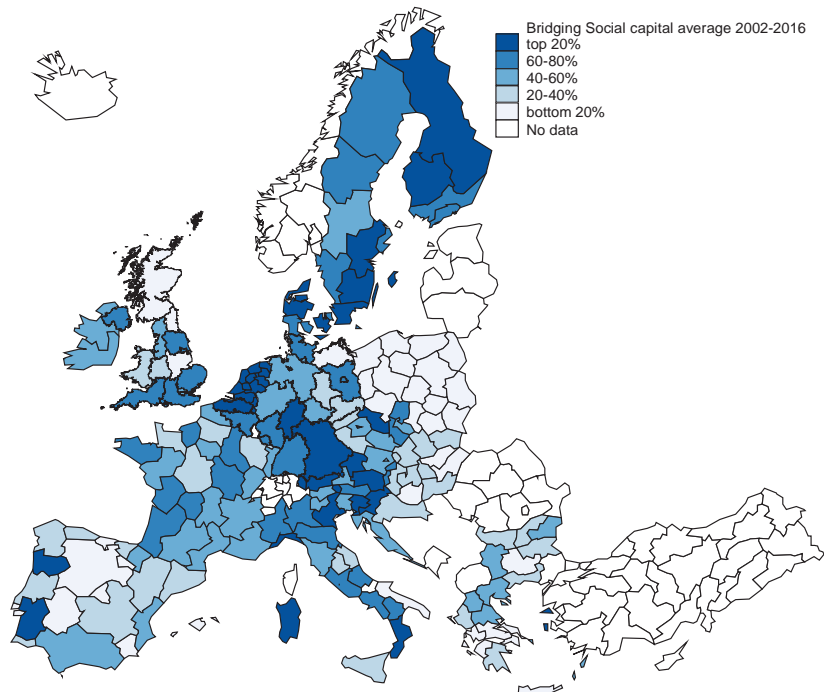 Bridging Social capital average 2002-2016
top 20%
60-80%
40-60%
20-40%
bottom 20%
No data